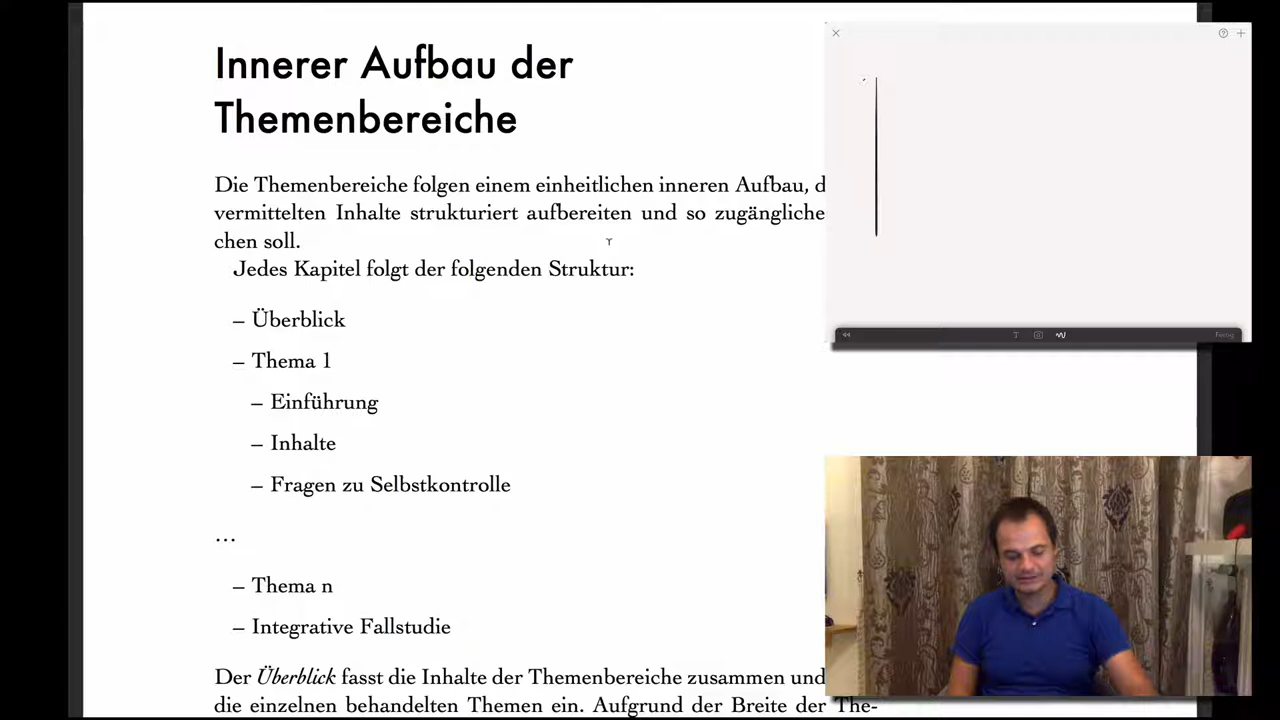 Innerer Aufbau der
Themenbereiche
Die Themenbereiche folgen einem einheitlichen inneren Aufbau, d
vermittelten Inhalte strukturiert aufbereiten und so zugängliche
chen soll.
Jedes Kapitel folgt der folgenden Struktur:
– Überblick
– Thema 1
– Einführung
– Inhalte
– Fragen zu Selbstkontrolle
...
– Thema n
– Integrative Fallstudie
Der Überblick fasst die Inhalte der Themenbereiche zusammen und
die einzelnen behandelten Themen ein. Aufgrund der Breite der The-
Fertig